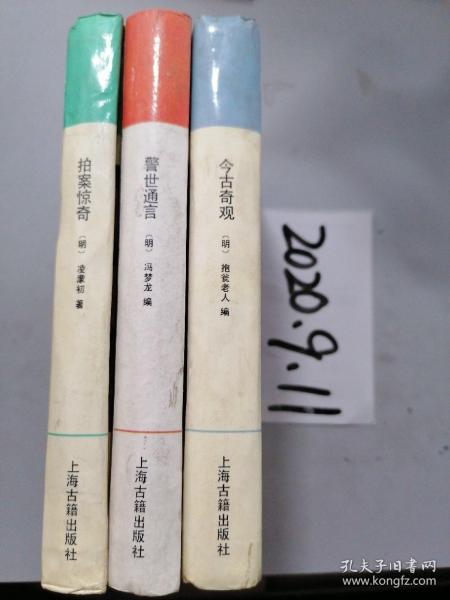 拍案惊奇
〔明〕 凌濛初 著
上海古籍出版社
警世通言
〔明〕 冯梦龙 编
上海古籍出版社
今古奇观
〔明〕 抱瓮老人 编
上海古籍出版社
2020.9.11
孔夫子旧书网
www.kongfz.com